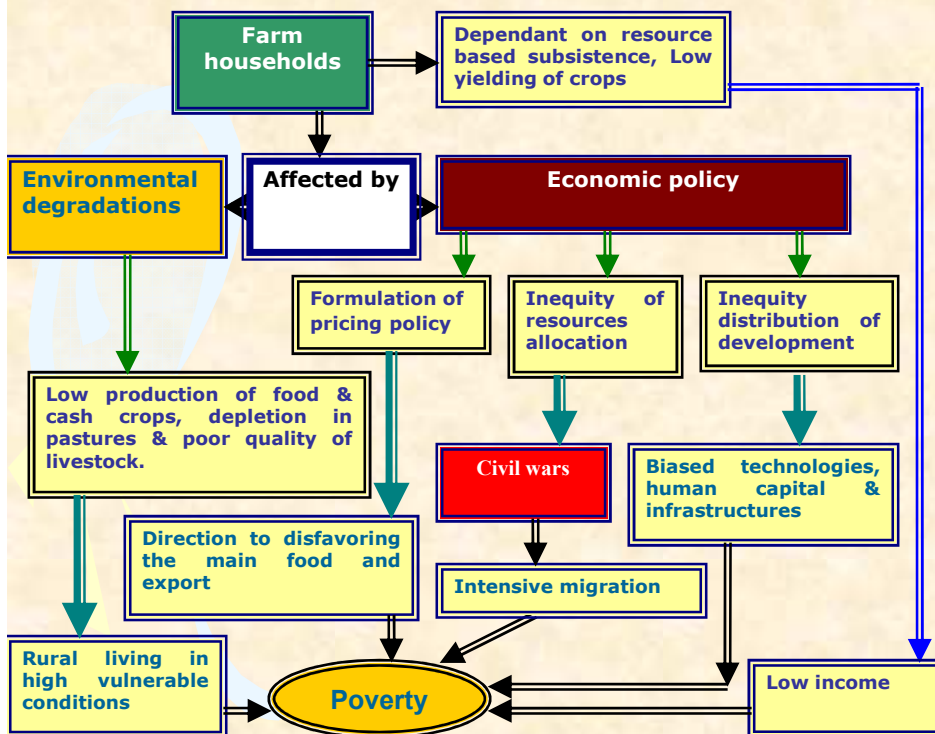 Farm
households
Dependant on resource
based subsistence, Low
yielding of crops
Environmental
degradations
Affected by
Economic policy
Formulation of
pricing policy
Inequity of
resources
allocation
Inequity
distribution of
development
Low production of food &
cash crops, depletion in
pastures & poor quality of
livestock.
Civil wars
Biased technologies,
human capital &
infrastructures
Direction to disfavoring
the main food and
export
Intensive migration
Rural living in
high vulnerable
conditions
Poverty
Low income